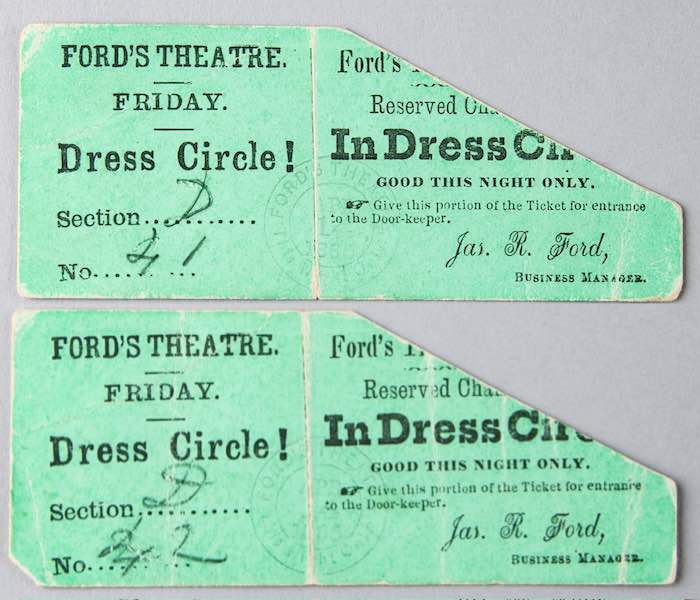 FORD'S THEATRE.
FRIDAY.
Dress Circle!
Section...D.......
No...41....
Ford's
Reserved
In Dress
GOOD THIS NIGHT ONLY.
☛ Give this portion of the Ticket for entrance
to the Door-keeper.
Jas. R. Ford,
BUSINESS MANAGER.
FORD'S THEATRE.
FRIDAY.
Dress Circle!
Section...D.......
No...42....
Ford's
Reserved
In Dress
GOOD THIS NIGHT ONLY.
☛ Give this portion of the Ticket for entrance
to the Door-keeper.
Jas. R. Ford,
BUSINESS MANAGER.